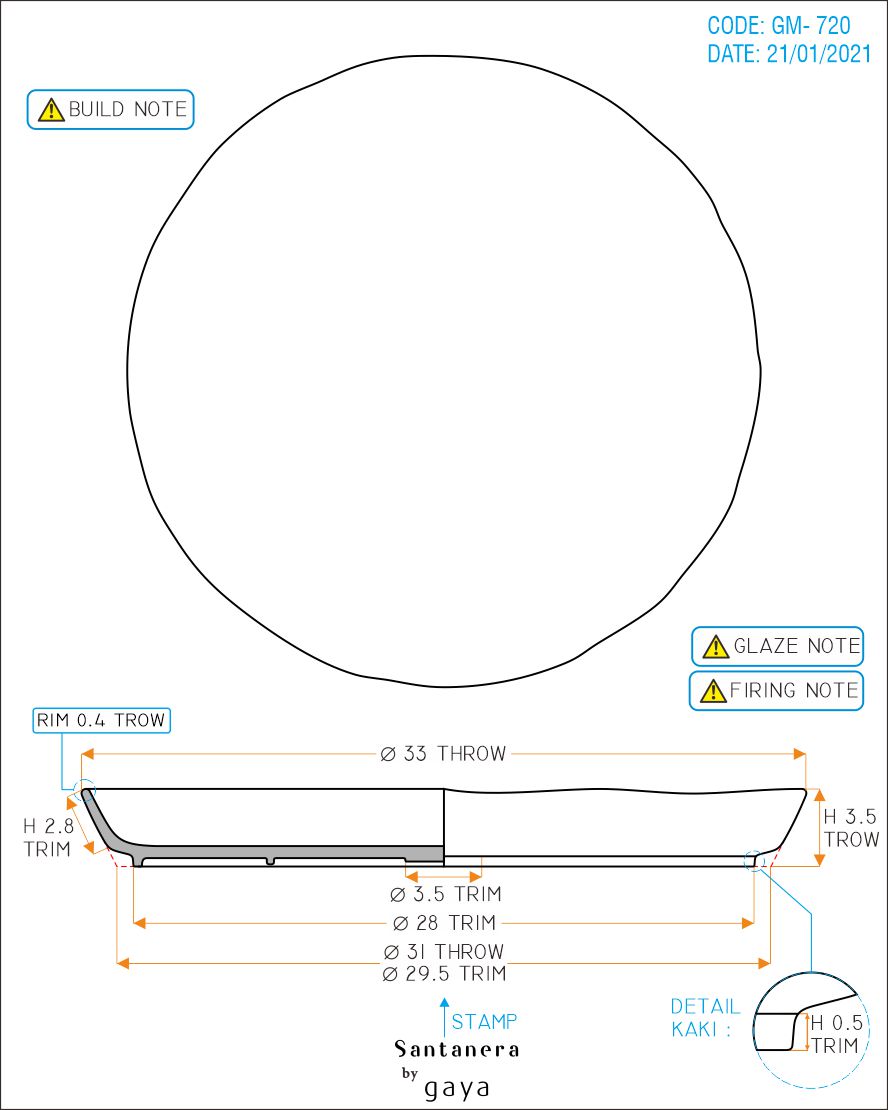 CODE: GM- 720
DATE: 21/01/2021
BUILD NOTE
GLAZE NOTE
FIRING NOTE
RIM 0.4 TROW
Ø 33 THROW
H 2.8
TRIM
H 3.5
TROW
Ø 3.5 TRIM
Ø 28 TRIM
Ø 31 THROW
Ø 29.5 TRIM
STAMP
Santanera
by
gaya
DETAIL
KAKI :
H 0.5
TRIM